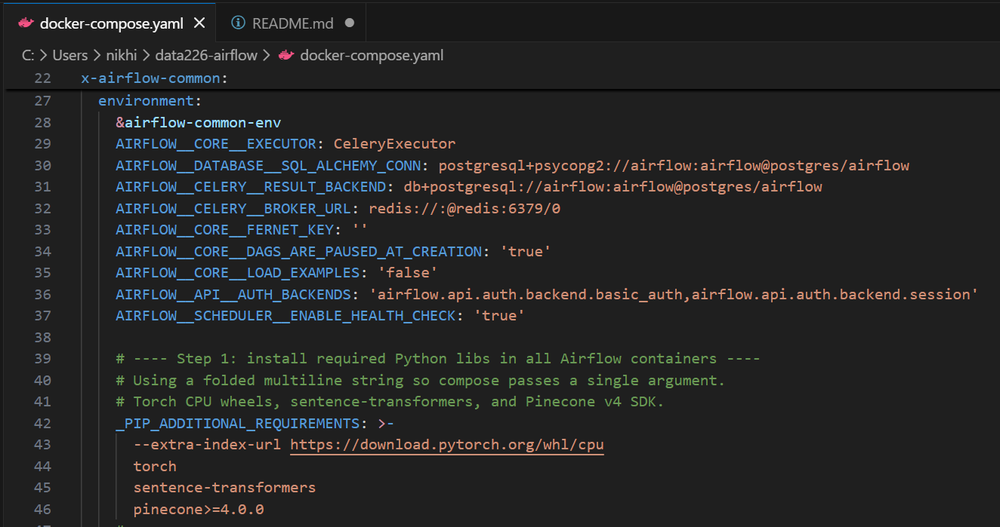 docker-compose.yaml README.md
C: > Users > nikhi > data226-airflow > docker-compose.yaml
22 x-airflow-common:
27 environment:
28 &airflow-common-env
29 AIRFLOW__CORE__EXECUTOR: CeleryExecutor
30 AIRFLOW__DATABASE__SQL_ALCHEMY_CONN: postgresql+psycopg2://airflow:airflow@postgres/airflow
31 AIRFLOW__CELERY__RESULT_BACKEND: db+postgresql://airflow:airflow@postgres/airflow
32 AIRFLOW__CELERY__BROKER_URL: redis://:@redis:6379/0
33 AIRFLOW__CORE__FERNET_KEY: ''
34 AIRFLOW__CORE__DAGS_ARE_PAUSED_AT_CREATION: 'true'
35 AIRFLOW__CORE__LOAD_EXAMPLES: 'false'
36 AIRFLOW__API__AUTH_BACKENDS: 'airflow.api.auth.backend.basic_auth,airflow.api.auth.backend.session'
37 AIRFLOW__SCHEDULER__ENABLE_HEALTH_CHECK: 'true'
38
39 # ---- Step 1: install required Python libs in all Airflow containers ----
40 # Using a folded multiline string so compose passes a single argument.
41 # Torch CPU wheels, sentence-transformers, and Pinecone v4 SDK.
42 _PIP_ADDITIONAL_REQUIREMENTS: >-
43 --extra-index-url https://download.pytorch.org/whl/cpu
44 torch
45 sentence-transformers
46 pinecone>=4.0.0